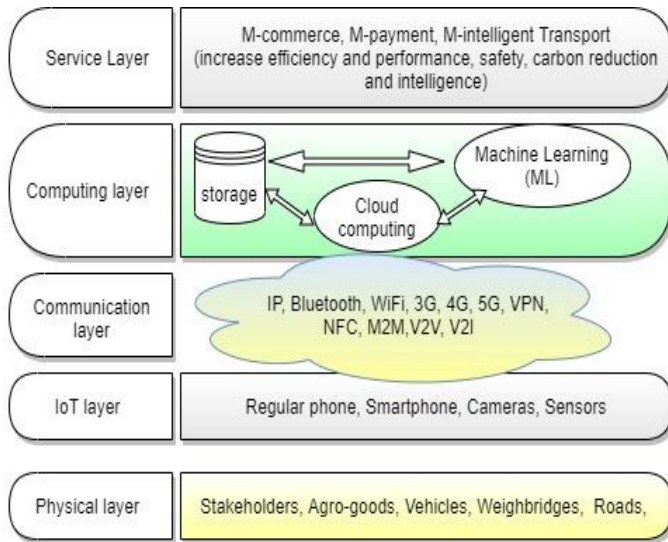 Service Layer
M-commerce, M-payment, M-intelligent Transport
(increase efficiency and performance, safety, carbon reduction
and intelligence)
Computing layer
storage
Machine Learning
(ML)
Cloud
computing
Communication
layer
IP, Bluetooth, WiFi, 3G, 4G, 5G, VPN,
NFC, M2M,V2V, V2I
IoT layer
Regular phone, Smartphone, Cameras, Sensors
Physical layer
Stakeholders, Agro-goods, Vehicles, Weighbridges, Roads,